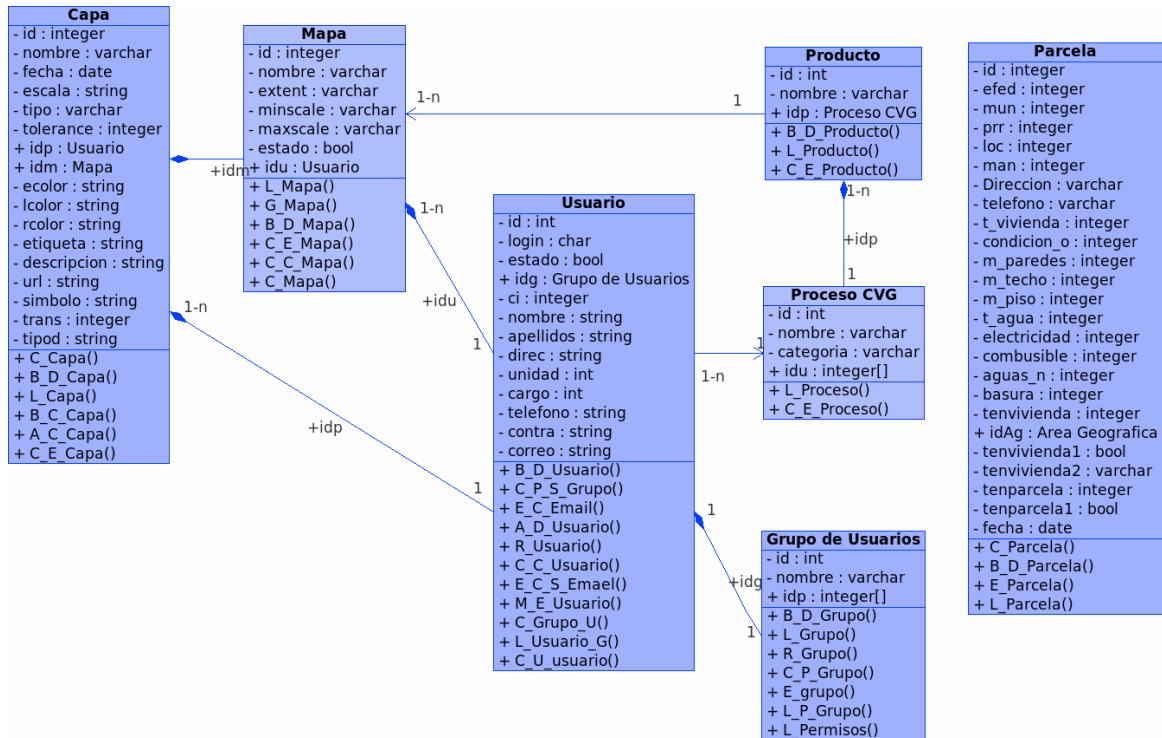 Capa
- id : integer
- nombre : varchar
- fecha : date
- escala : string
- tipo : varchar
- tolerance : integer
+ idp : Usuario
+ idm : Mapa
- ecolor : string
- lcolor : string
- rcolor : string
- etiqueta : string
- descripcion : string
- url : string
- simbolo : string
- trans : integer
- tipod : string
+ C_Capa()
+ B_D_Capa()
+ L_Capa()
+ B_C_Capa()
+ A_C_Capa()
+ C_E_Capa()
+idm
1-n
+idp
1
Mapa
- id : integer
- nombre : varchar
- extent : varchar
- minscale : varchar
- maxscale : varchar
- estado : bool
+ idu : Usuario
+ L_Mapa()
+ G_Mapa()
+ B_D_Mapa()
+ C_E_Mapa()
+ C_C_Mapa()
+ C_Mapa()
1-n
1
1-n
+idu
1
Usuario
- id : int
- login : char
- estado : bool
+ idg : Grupo de Usuarios
- ci : integer
- nombre : string
- apellidos : string
- direc : string
- unidad : int
- cargo : int
- telefono : string
- contra : string
- correo : string
+ B_D_Usuario()
+ C_P_S_Grupo()
+ E_C_Email()
+ A_D_Usuario()
+ R_Usuario()
+ C_C_Usuario()
+ E_C_S_Emael()
+ M_E_Usuario()
+ C_Grupo_U()
+ L_Usuario_G()
+ C_U_usuario()
1-n
1
1
+idg
1
Producto
- id : int
- nombre : varchar
+ idp : Proceso CVG
+ B_D_Producto()
+ L_Producto()
+ C_E_Producto()
1-n
+idp
1
Proceso CVG
- id : int
- nombre : varchar
- categoria : varchar
+ idu : integer[]
+ L_Proceso()
+ C_E_Proceso()
Grupo de Usuarios
- id : int
- nombre : varchar
+ idp : integer[]
+ B_D_Grupo()
+ L_Grupo()
+ R_Grupo()
+ C_P_Grupo()
+ E_grupo()
+ L_P_Grupo()
+ L_Permisos()
Parcela
- id : integer
- efed : integer
- mun : integer
- prr : integer
- loc : integer
- man : integer
- Direccion : varchar
- telefono : varchar
- t_vivienda : integer
- condicion_o : integer
- m_paredes : integer
- m_techo : integer
- m_piso : integer
- t_agua : integer
- electricidad : integer
- combusible : integer
- aguas_n : integer
- basura : integer
- tenvivienda : integer
+ idAg : Area Geografica
- tenvivienda1 : bool
- tenvivienda2 : varchar
- tenparcela : integer
- tenparcela1 : bool
- fecha : date
+ C_Parcela()
+ B_D_Parcela()
+ E_Parcela()
+ L_Parcela()